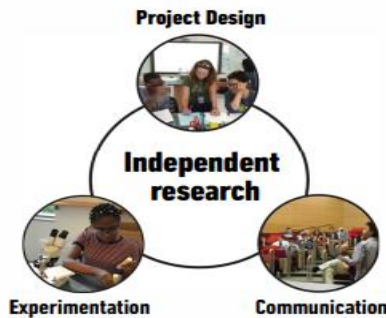 Project Design
Independent
research
Experimentation
Communication